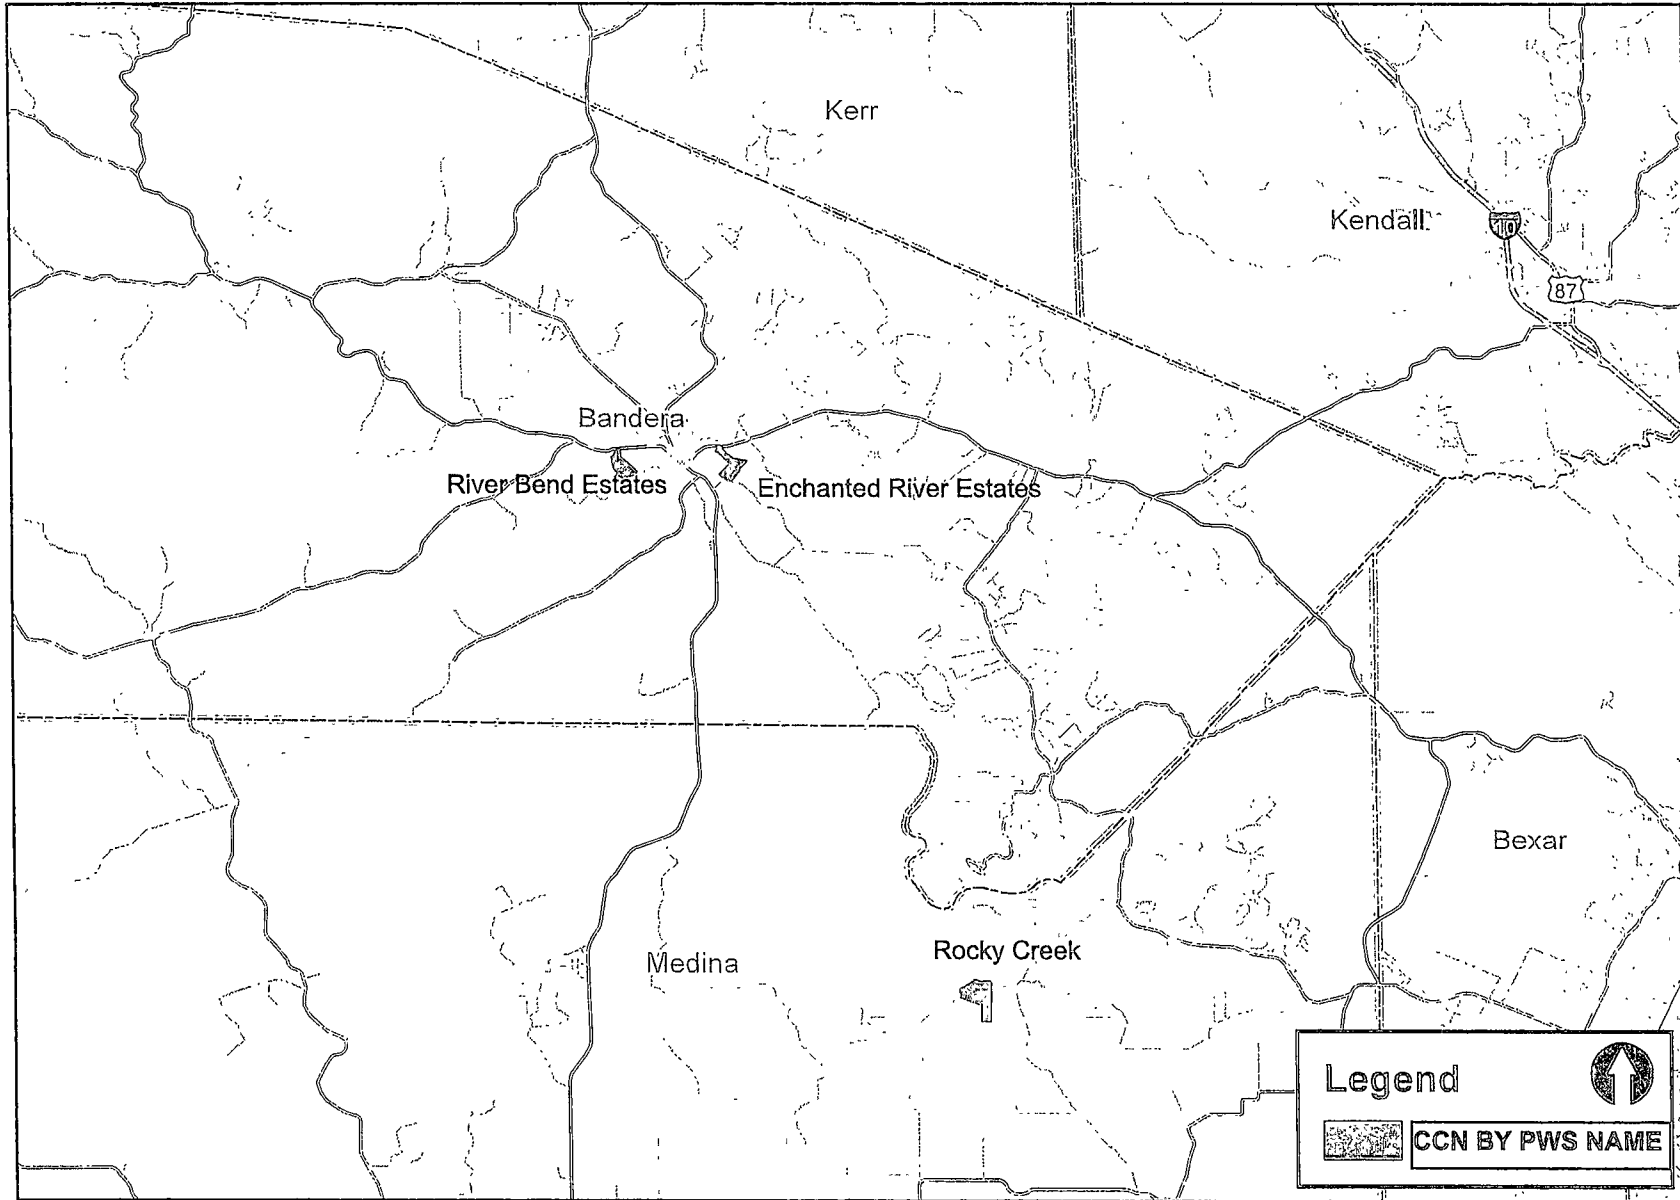 Kerr
Kendall
10
87
Bandera
River Bend Estates
Enchanted River Estates
Bexar
Rocky Creek
Medina
Legend
CCN BY PWS NAME